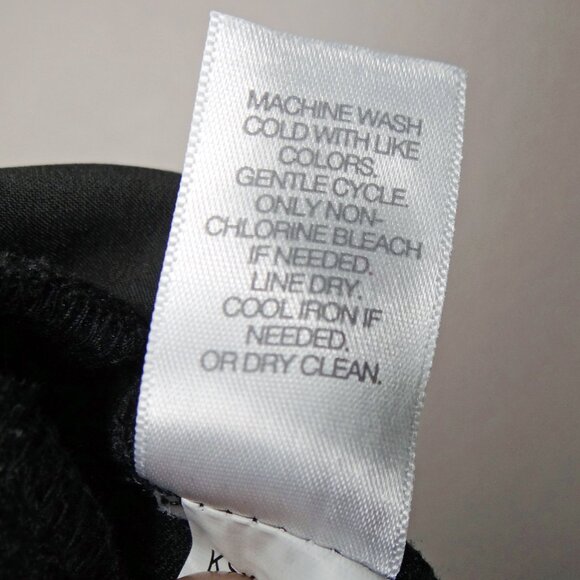 MACHINE WASH
COLD WITH LIKE
COLORS.
GENTLE CYCLE.
ONLY NON-
CHLORINE BLEACH
IF NEEDED.
LINE DRY.
COOL IRON IF
NEEDED.
OR DRY CLEAN.